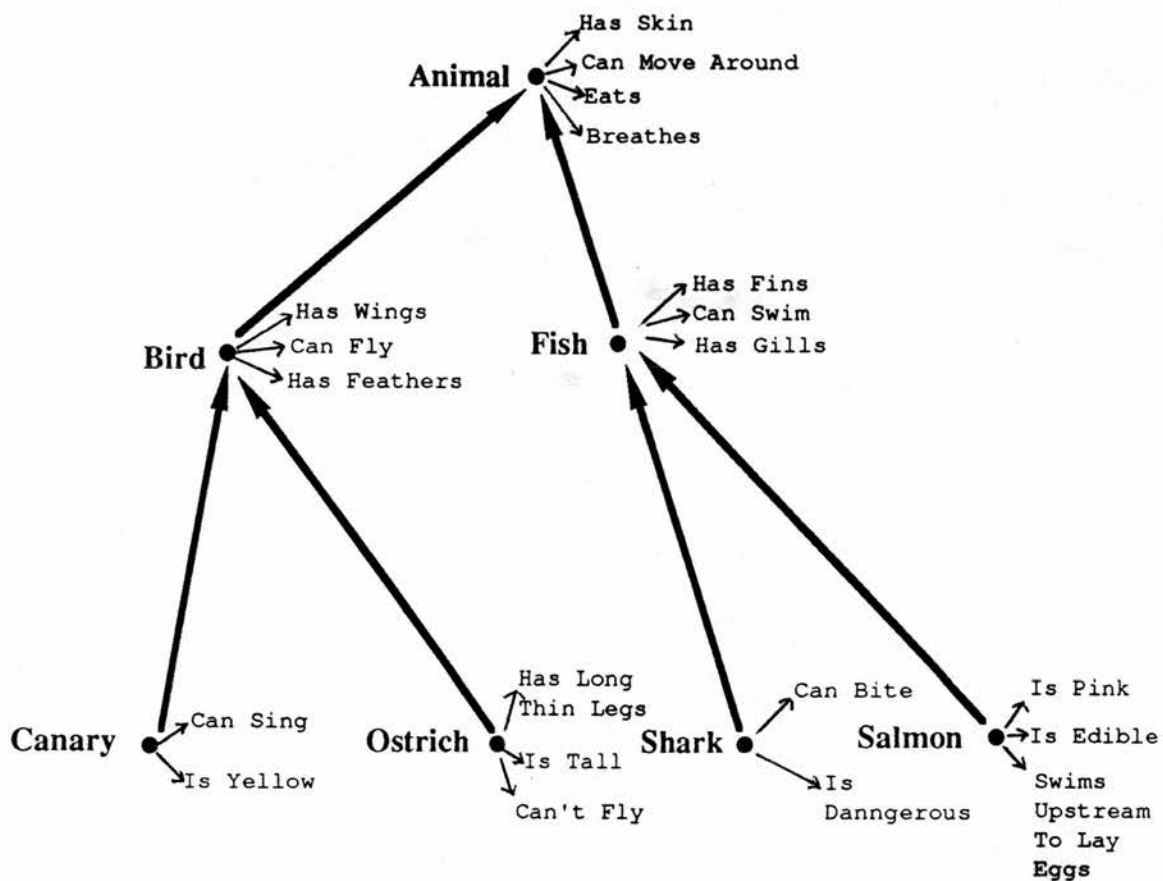 Has Skin
Animal
Can Move Around
Eats
Breathes
Has Wings
Bird
Can Fly
Has Feathers
Has Fins
Can Swim
Fish
Has Gills
Canary
Can Sing
Is Yellow
Has Long
Thin Legs
Ostrich
Is Tall
Can't Fly
Shark
Can Bite
Is
Danngerous
Salmon
Is Pink
Is Edible
Swims
Upstream
To Lay
Eggs